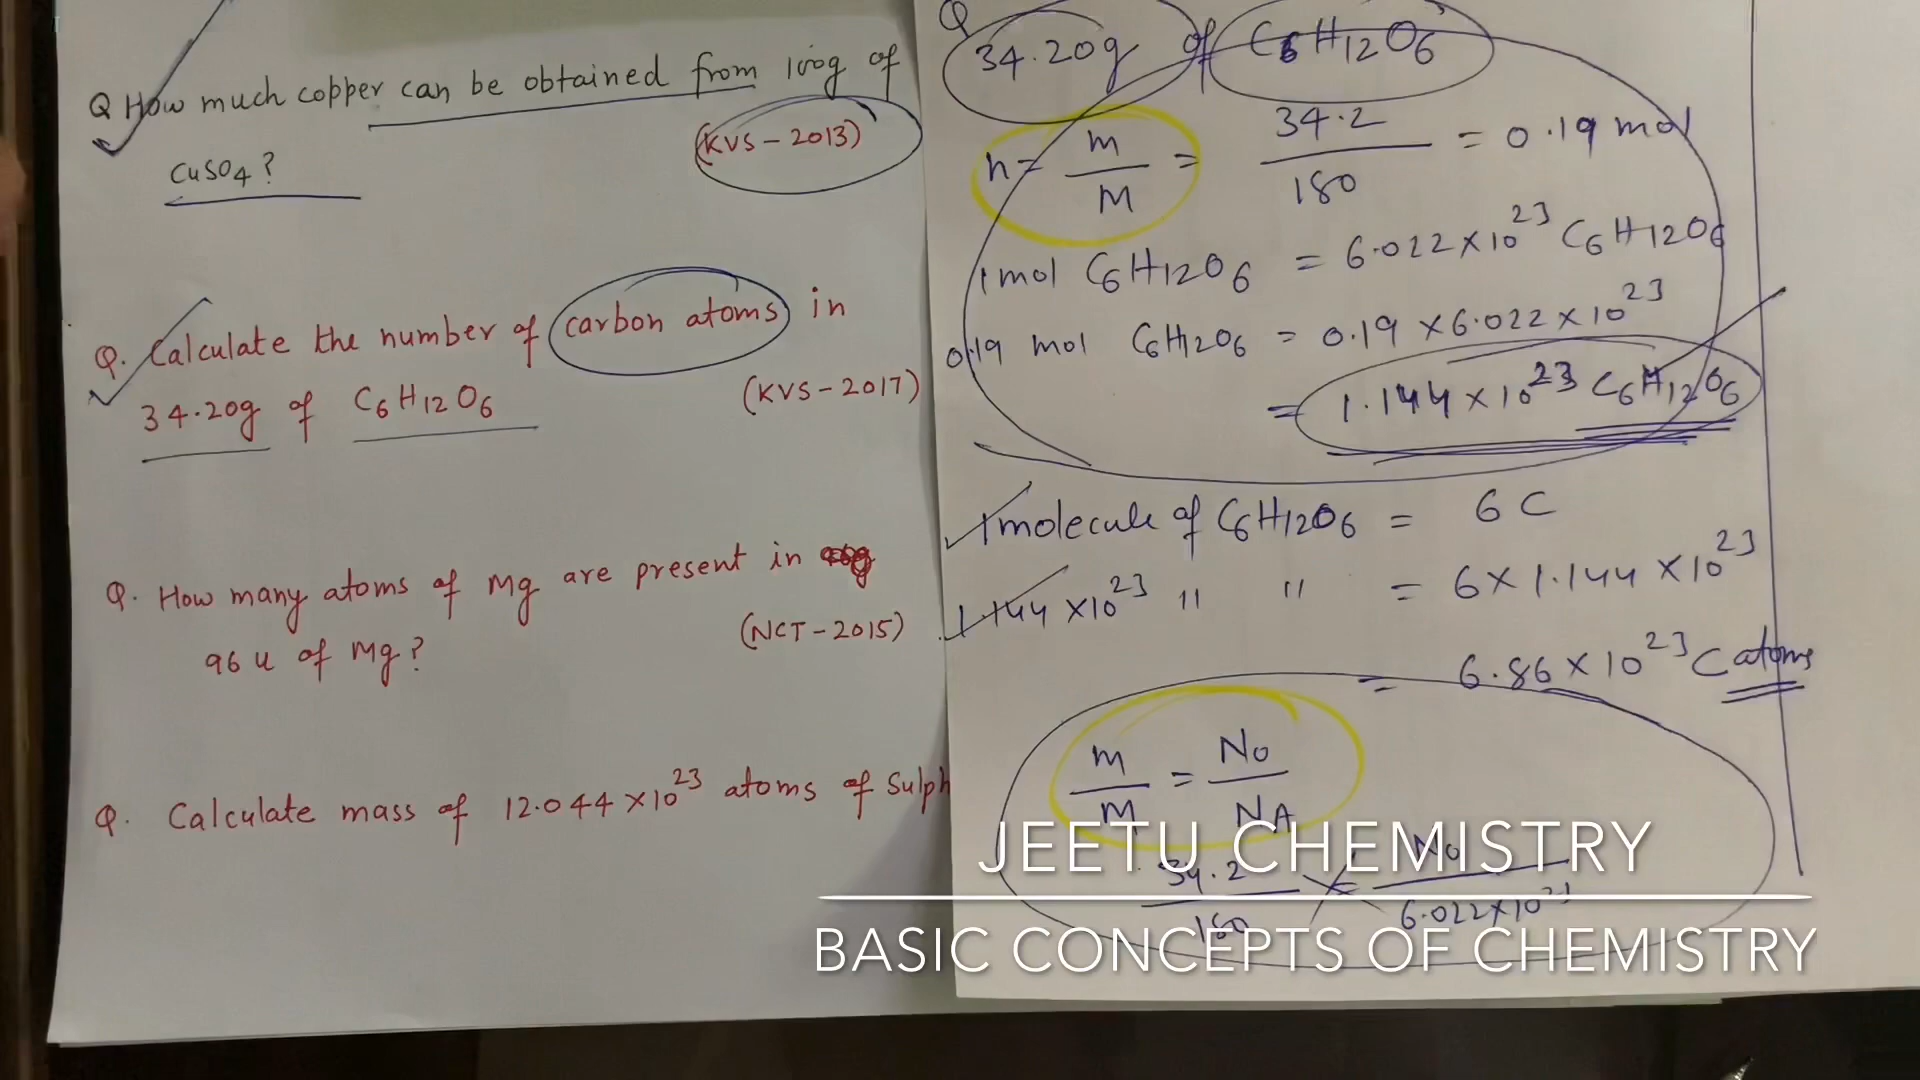 Q How much copper can be obtained from 100g of
CuSO4?
(KVS-2013)
Q. Calculate the number of carbon atoms in
34.20g of C6H12O6
(KVS-2017)
Q. How many atoms of Mg are present in
96 u of Mg?
(NCT-2015)
Q. Calculate mass of 12.044×10^23 atoms of Sulph
Q
34.20g of C6H12O6
n = m/M = 34.2/180 = 0.19 mol
1 mol C6H12O6 = 6.022×10^23 C6H12O6
0.19 mol C6H12O6 = 0.19 × 6.022×10^23
= 1.144×10^23 C6H12O6
1 molecule of C6H12O6 = 6 C
1.144×10^23 " " = 6×1.144×10^23
= 6.86×10^23 C atoms
m/M = No/NA
34.2/180 = No/6.022×10^23
JEETU CHEMISTRY
BASIC CONCEPTS OF CHEMISTRY